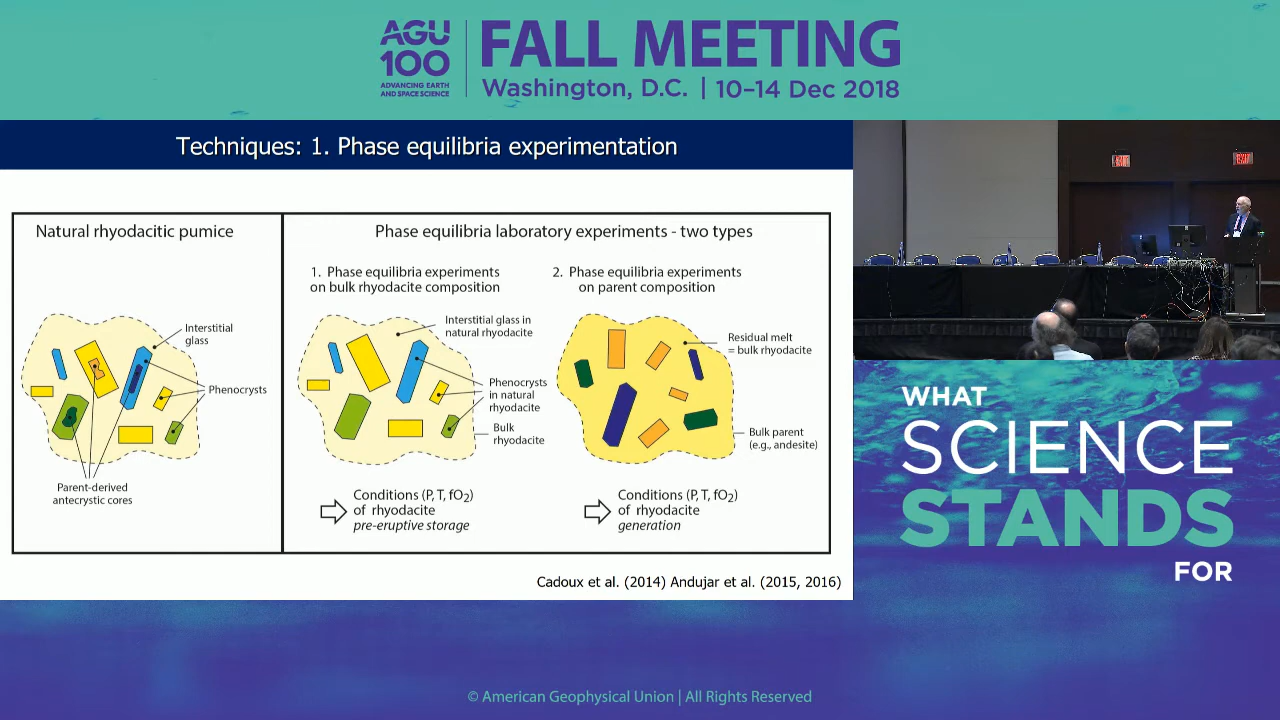 AGU
100
ADVANCING EARTH
AND SPACE SCIENCE
FALL MEETING
Washington, D.C. | 10–14 Dec 2018
Techniques: 1. Phase equilibria experimentation
Natural rhyodacitic pumice
Interstitial
glass
Phenocrysts
Parent-derived
antecrystic cores
Phase equilibria laboratory experiments - two types
1. Phase equilibria experiments
on bulk rhyodacite composition
Interstitial glass in
natural rhyodacite
Phenocrysts
in natural
rhyodacite
Bulk
rhyodacite
Conditions (P, T, fO2)
of rhyodacite
pre-eruptive storage
2. Phase equilibria experiments
on parent composition
Residual melt
= bulk rhyodacite
Bulk parent
(e.g., andesite)
Conditions (P, T, fO2)
of rhyodacite
generation
Cadoux et al. (2014) Andujar et al. (2015, 2016)
EXIT
EXIT
WHAT
SCIENCE
STANDS
FOR
© American Geophysical Union | All Rights Reserved